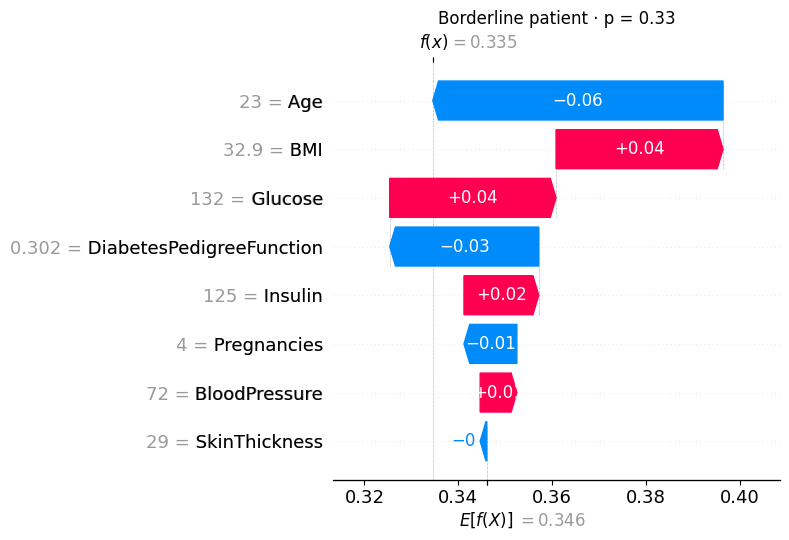 Borderline patient · p = 0.33
f(x) = 0.335
23 = Age
−0.06
32.9 = BMI
+0.04
132 = Glucose
+0.04
0.302 = DiabetesPedigreeFunction
−0.03
125 = Insulin
+0.02
4 = Pregnancies
−0.01
72 = BloodPressure
29 = SkinThickness
−0
0.32 0.34 0.36 0.38 0.40
E[f(X)] = 0.346